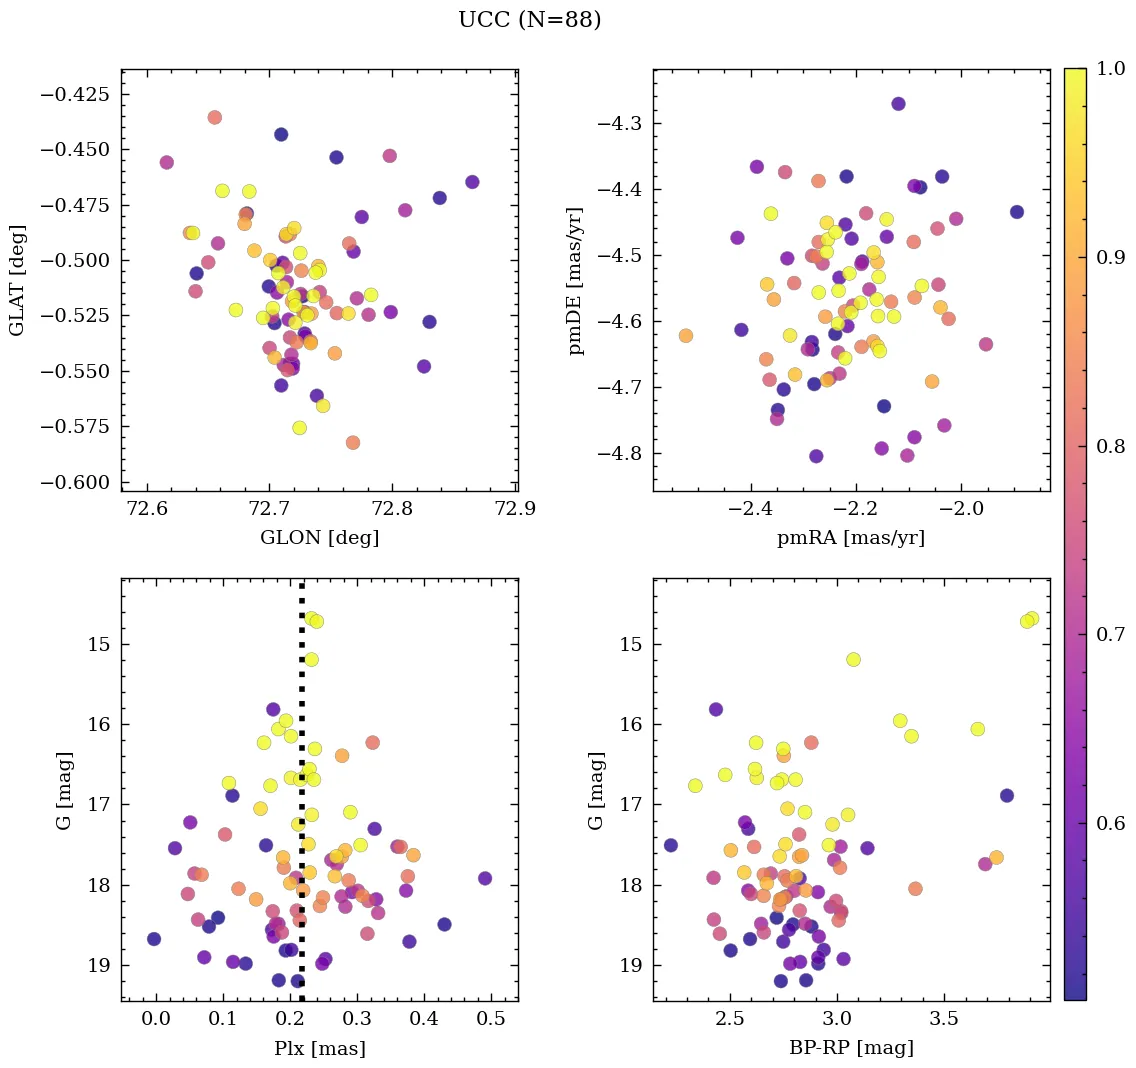 UCC (N=88)
−0.425
−0.450
−0.475
−0.500
−0.525
−0.550
−0.575
−0.600
GLAT [deg]
72.6 72.7 72.8 72.9
GLON [deg]
−4.3
−4.4
−4.5
−4.6
−4.7
−4.8
pmDE [mas/yr]
−2.4 −2.2 −2.0
pmRA [mas/yr]
15
16
17
18
19
G [mag]
0.0 0.1 0.2 0.3 0.4 0.5
Plx [mas]
15
16
17
18
19
G [mag]
2.5 3.0 3.5
BP-RP [mag]
1.0
0.9
0.8
0.7
0.6